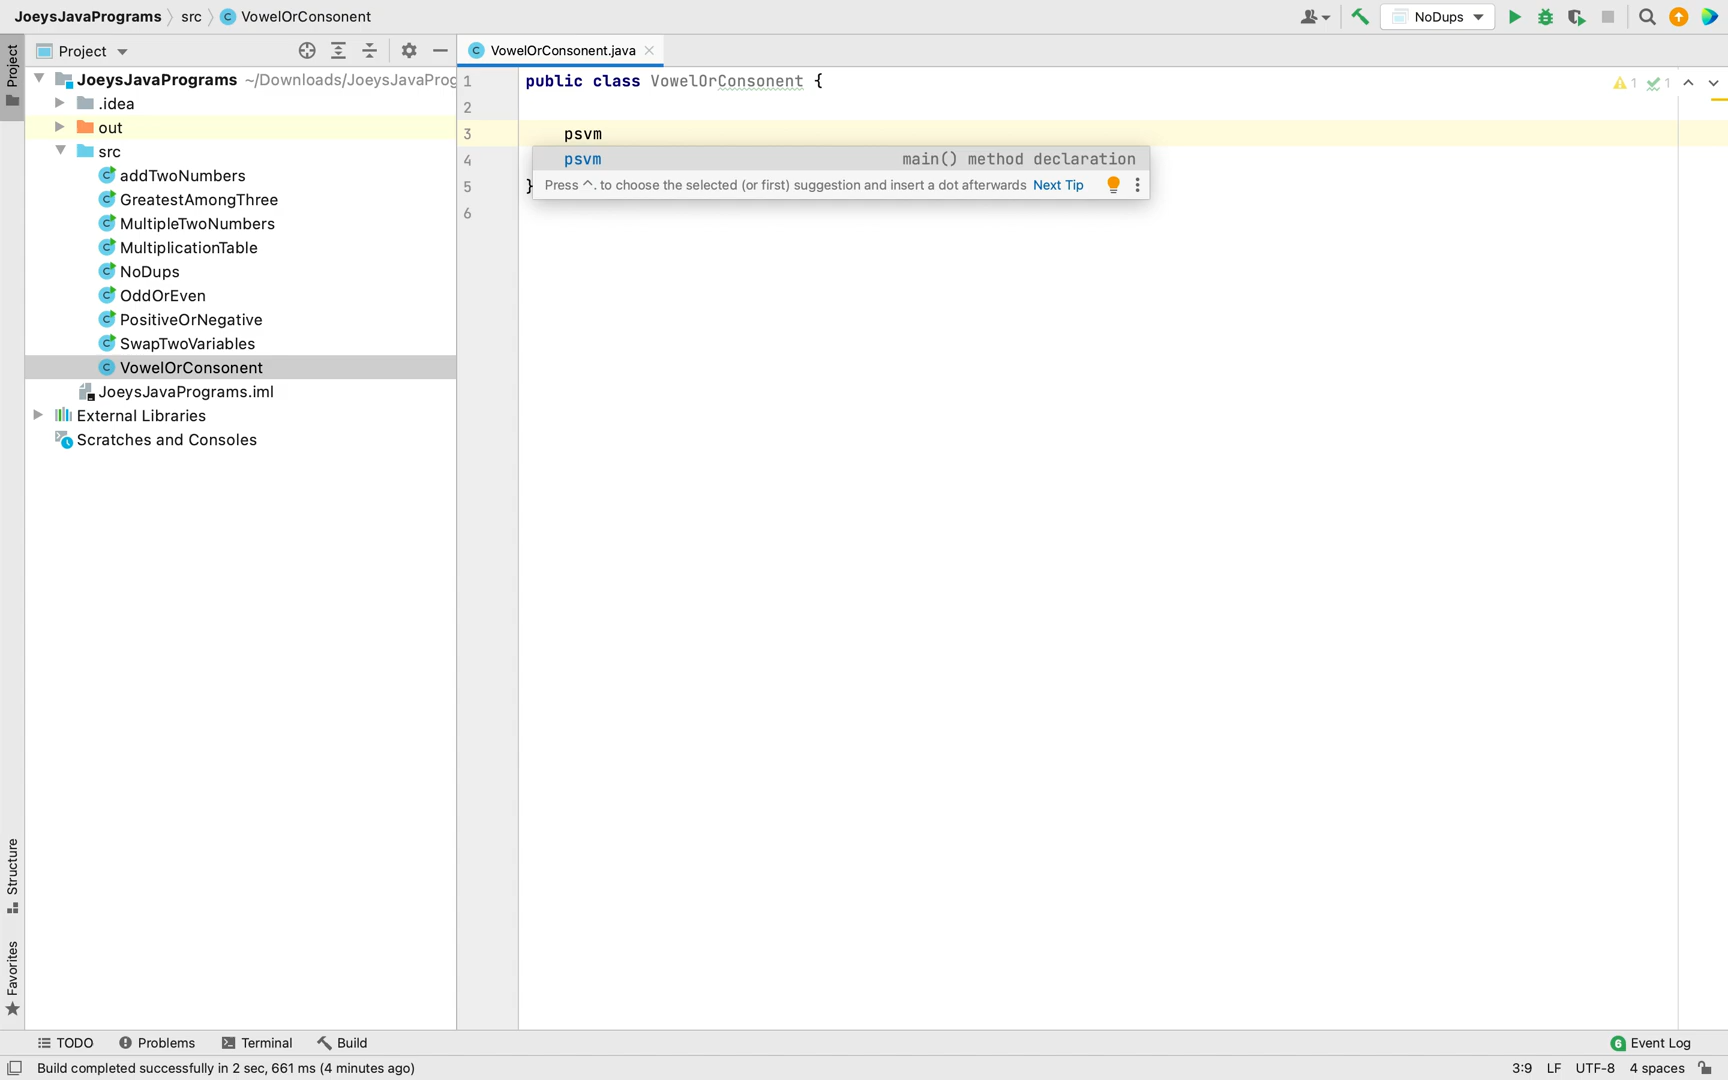 JoeysJavaPrograms src VowelOrConsonent NoDups
Project VowelOrConsonent.java
Project
JoeysJavaPrograms ~/Downloads/JoeysJavaProg
.idea
out
src
addTwoNumbers
GreatestAmongThree
MultipleTwoNumbers
MultiplicationTable
NoDups
OddOrEven
PositiveOrNegative
SwapTwoVariables
VowelOrConsonent
JoeysJavaPrograms.iml
External Libraries
Scratches and Consoles
1 public class VowelOrConsonent { 1 1
2
3 psvm
4 psvm main() method declaration
5 } Press ^. to choose the selected (or first) suggestion and insert a dot afterwards Next Tip
6
Structure
Favorites
TODO Problems Terminal Build 6 Event Log
Build completed successfully in 2 sec, 661 ms (4 minutes ago) 3:9 LF UTF-8 4 spaces